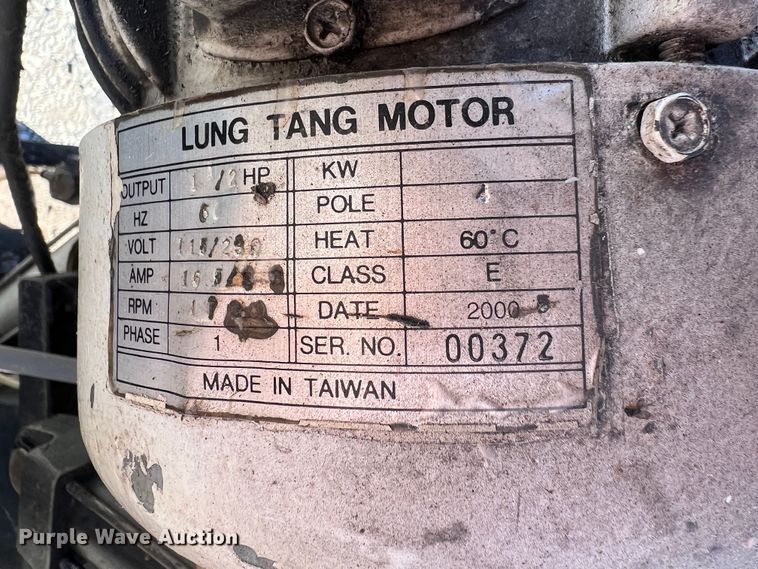 LUNG TANG MOTOR
OUTPUT HP KW
HZ POLE
VOLT HEAT 60°C
AMP CLASS E
RPM DATE 2000
PHASE 1 SER. NO. 00372
MADE IN TAIWAN
Purple Wave Auction